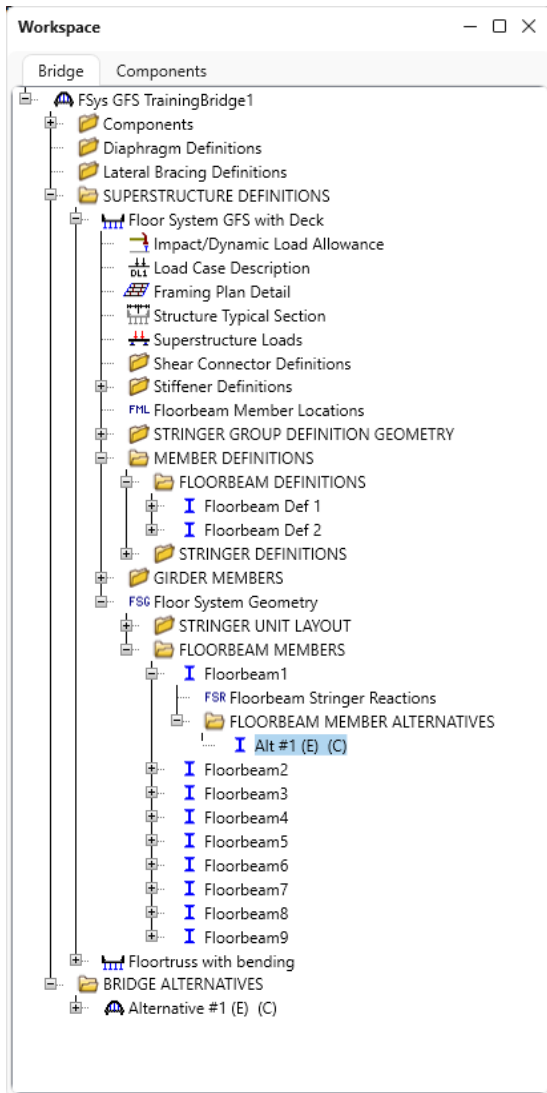 Workspace
Bridge Components
FSys GFS TrainingBridge1
Components
Diaphragm Definitions
Lateral Bracing Definitions
SUPERSTRUCTURE DEFINITIONS
Floor System GFS with Deck
Impact/Dynamic Load Allowance
DL1 Load Case Description
Framing Plan Detail
Structure Typical Section
Superstructure Loads
Shear Connector Definitions
Stiffener Definitions
FML Floorbeam Member Locations
STRINGER GROUP DEFINITION GEOMETRY
MEMBER DEFINITIONS
FLOORBEAM DEFINITIONS
Floorbeam Def 1
Floorbeam Def 2
STRINGER DEFINITIONS
GIRDER MEMBERS
FSG Floor System Geometry
STRINGER UNIT LAYOUT
FLOORBEAM MEMBERS
Floorbeam1
FSR Floorbeam Stringer Reactions
FLOORBEAM MEMBER ALTERNATIVES
Alt #1 (E) (C)
Floorbeam2
Floorbeam3
Floorbeam4
Floorbeam5
Floorbeam6
Floorbeam7
Floorbeam8
Floorbeam9
Floortruss with bending
BRIDGE ALTERNATIVES
Alternative #1 (E) (C)